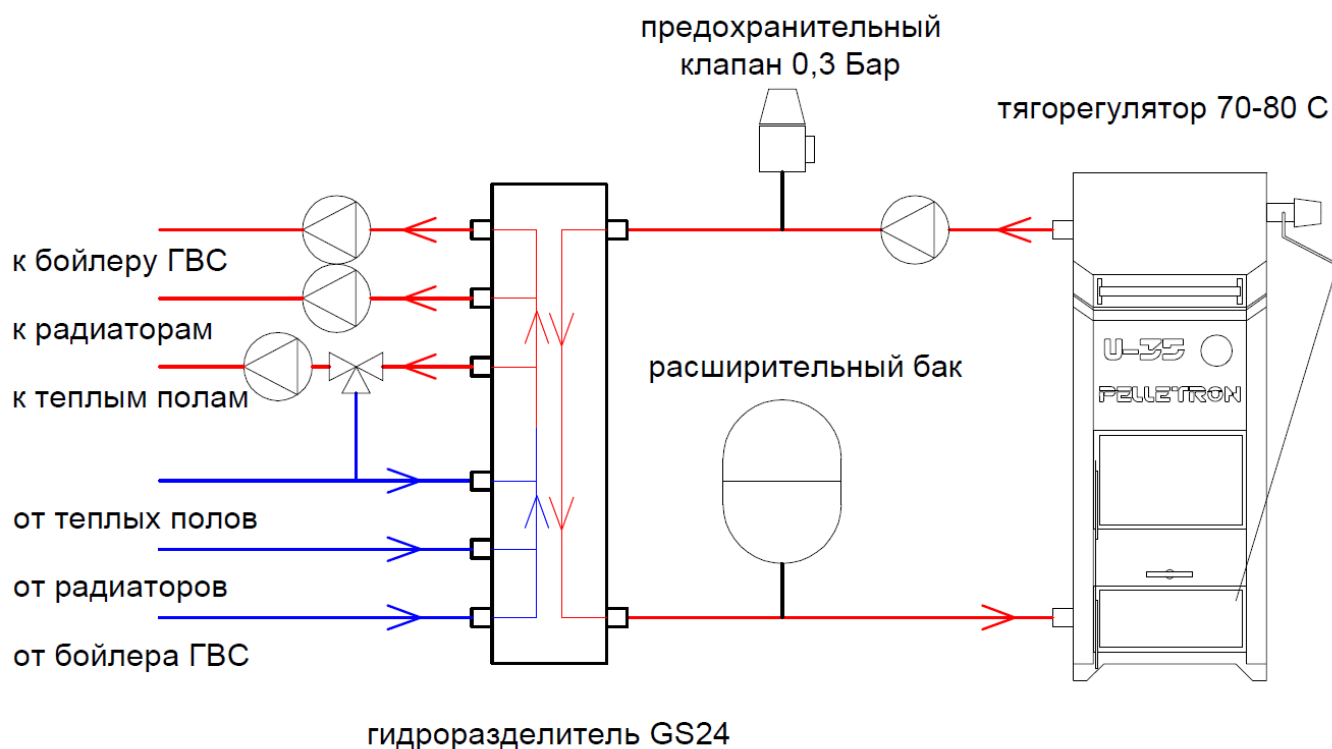 предохранительный
клапан 0,3 Бар
тягорегулятор 70-80 С
к бойлеру ГВС
к радиаторам
к теплым полам
расширительный бак
U-35
PELLETRON
от теплых полов
от радиаторов
от бойлера ГВС
гидроразделитель GS24